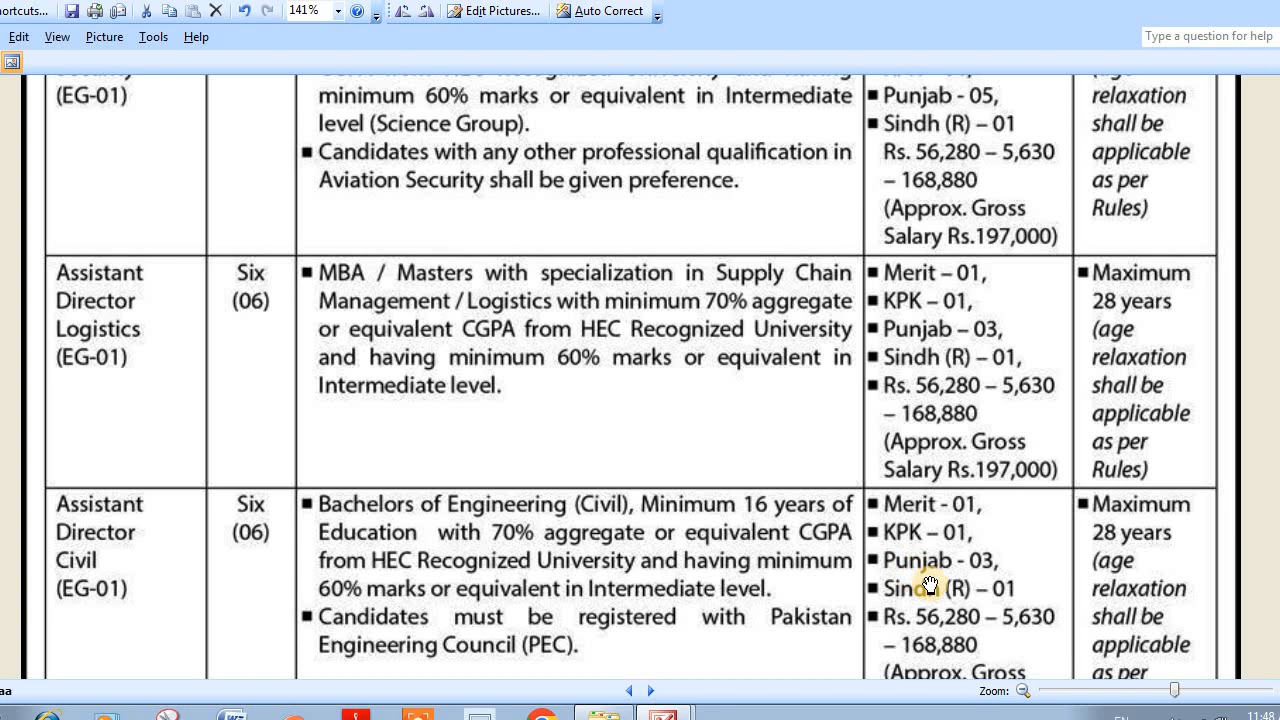 ortcuts...
141%
Edit Pictures...
Auto Correct
Edit View Picture Tools Help
Type a question for help
(EG-01)
minimum 60% marks or equivalent in Intermediate
level (Science Group).
■ Candidates with any other professional qualification in
Aviation Security shall be given preference.
■ Punjab - 05,
■ Sindh (R) – 01
Rs. 56,280 – 5,630
– 168,880
(Approx. Gross
Salary Rs.197,000)
(age
relaxation
shall be
applicable
as per
Rules)
Assistant
Director
Logistics
(EG-01)
Six
(06)
■ MBA / Masters with specialization in Supply Chain
Management / Logistics with minimum 70% aggregate
or equivalent CGPA from HEC Recognized University
and having minimum 60% marks or equivalent in
Intermediate level.
■ Merit – 01,
■ KPK – 01,
■ Punjab – 03,
■ Sindh (R) – 01,
■ Rs. 56,280 – 5,630
– 168,880
(Approx. Gross
Salary Rs.197,000)
■ Maximum
28 years
(age
relaxation
shall be
applicable
as per
Rules)
Assistant
Director
Civil
(EG-01)
Six
(06)
■ Bachelors of Engineering (Civil), Minimum 16 years of
Education with 70% aggregate or equivalent CGPA
from HEC Recognized University and having minimum
60% marks or equivalent in Intermediate level.
■ Candidates must be registered with Pakistan
Engineering Council (PEC).
■ Merit - 01,
■ KPK – 01,
■ Punjab - 03,
■ Sindh (R) – 01
■ Rs. 56,280 – 5,630
– 168,880
(Approx. Gross
■ Maximum
28 years
(age
relaxation
shall be
applicable
as per
aa
Zoom:
11:48